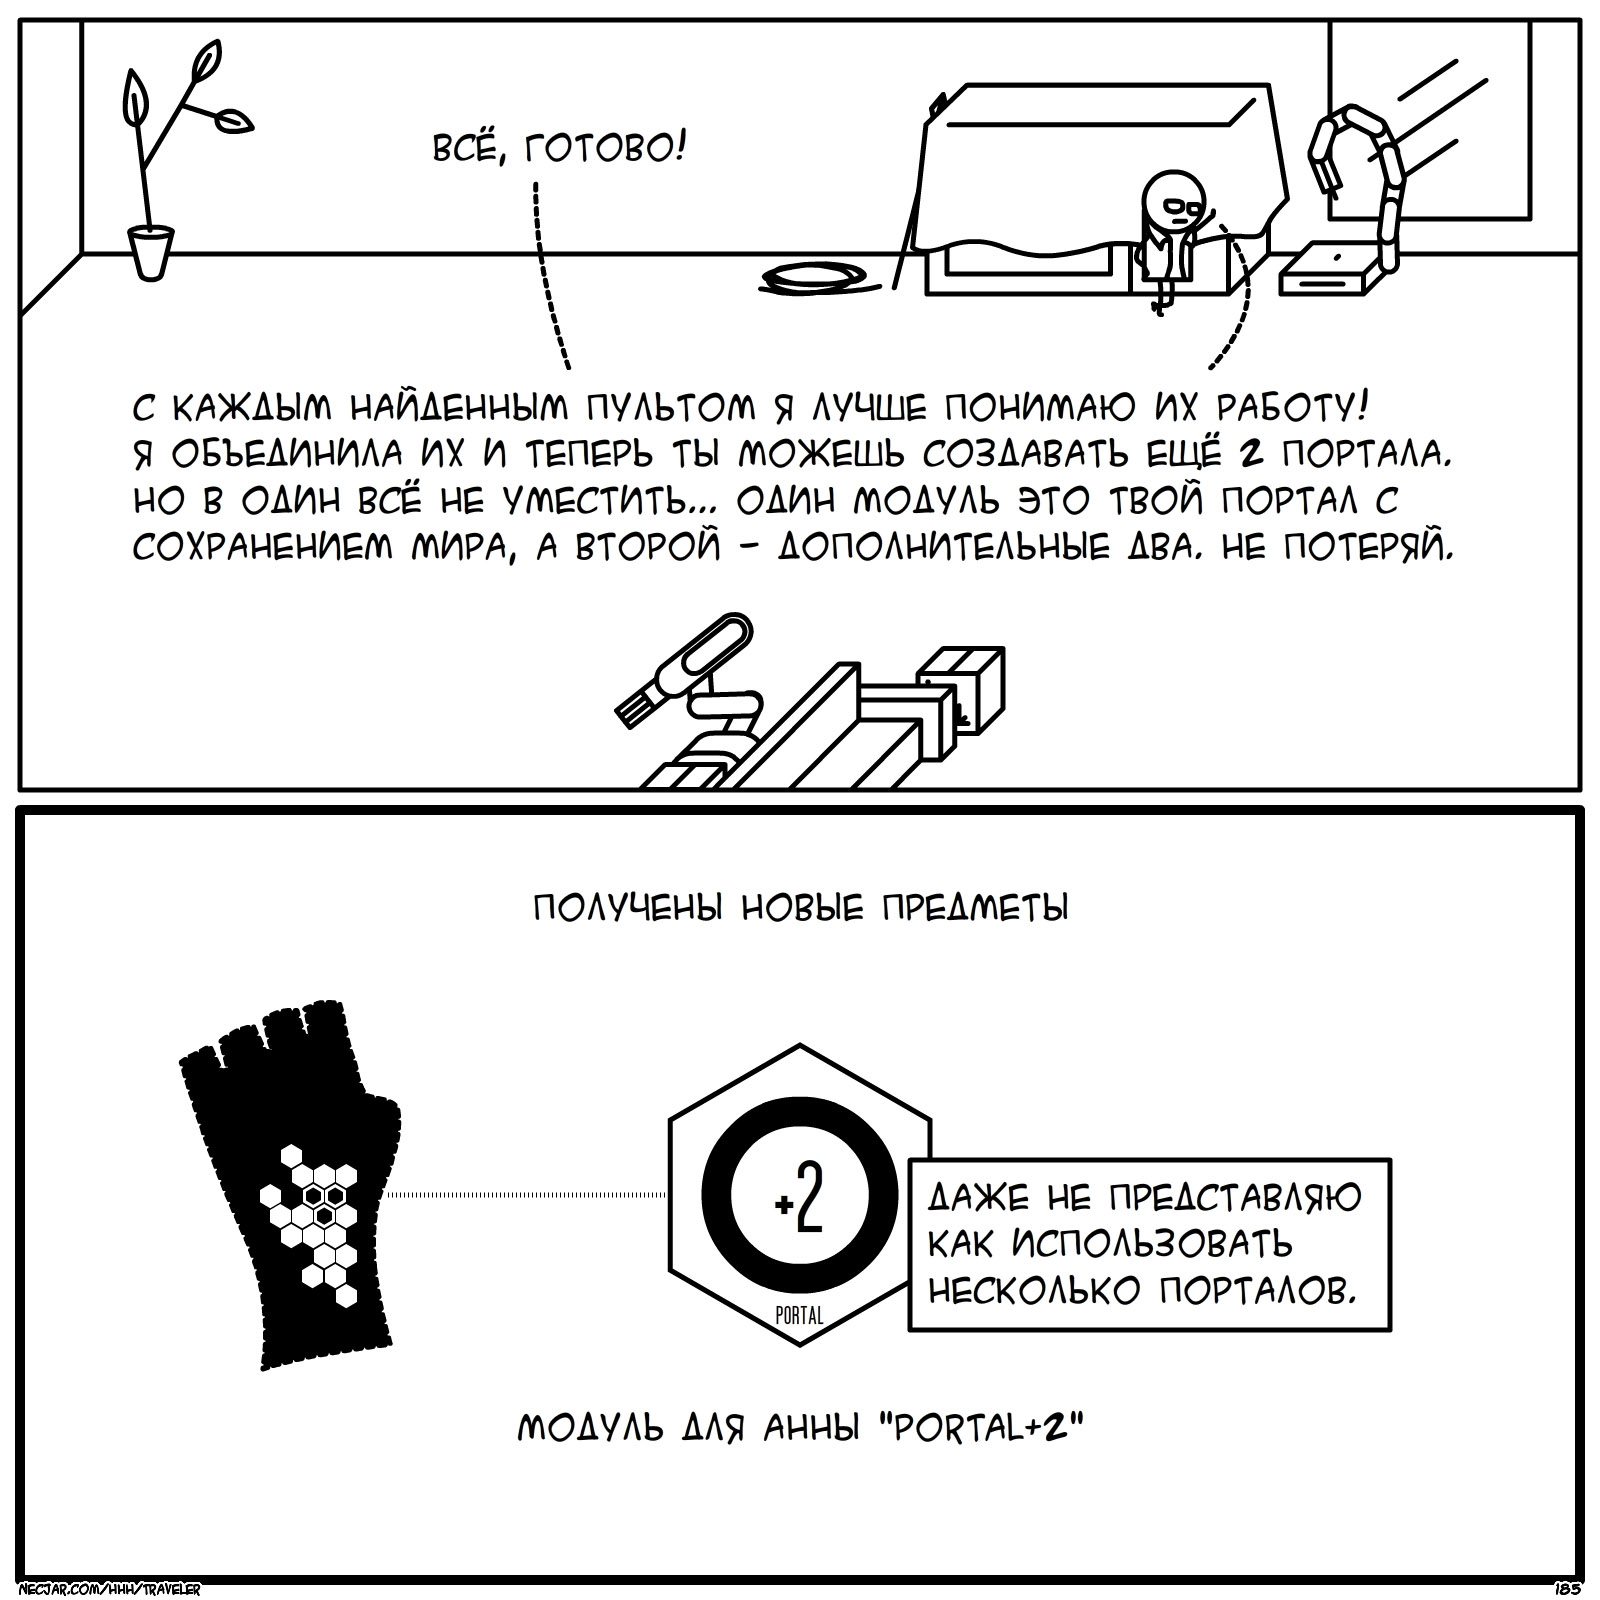 ВСЁ, ГОТОВО!
С КАЖДЫМ НАЙДЕННЫМ ПУЛЬТОМ Я ЛУЧШЕ ПОНИМАЮ ИХ РАБОТУ!
Я ОБЪЕДИНИЛА ИХ И ТЕПЕРЬ ТЫ МОЖЕШЬ СОЗДАВАТЬ ЕЩЁ 2 ПОРТАЛА.
НО В ОДИН ВСЁ НЕ УМЕСТИТЬ... ОДИН МОДУЛЬ ЭТО ТВОЙ ПОРТАЛ С
СОХРАНЕНИЕМ МИРА, А ВТОРОЙ - ДОПОЛНИТЕЛЬНЫЕ ДВА. НЕ ПОТЕРЯЙ.
ПОЛУЧЕНЫ НОВЫЕ ПРЕДМЕТЫ
+2
PORTAL
ДАЖЕ НЕ ПРЕДСТАВЛЯЮ
КАК ИСПОЛЬЗОВАТЬ
НЕСКОЛЬКО ПОРТАЛОВ.
МОДУЛЬ ДЛЯ АННЫ "PORTAL+2"
NECJAR.COM/HHH/TRAVELER
185